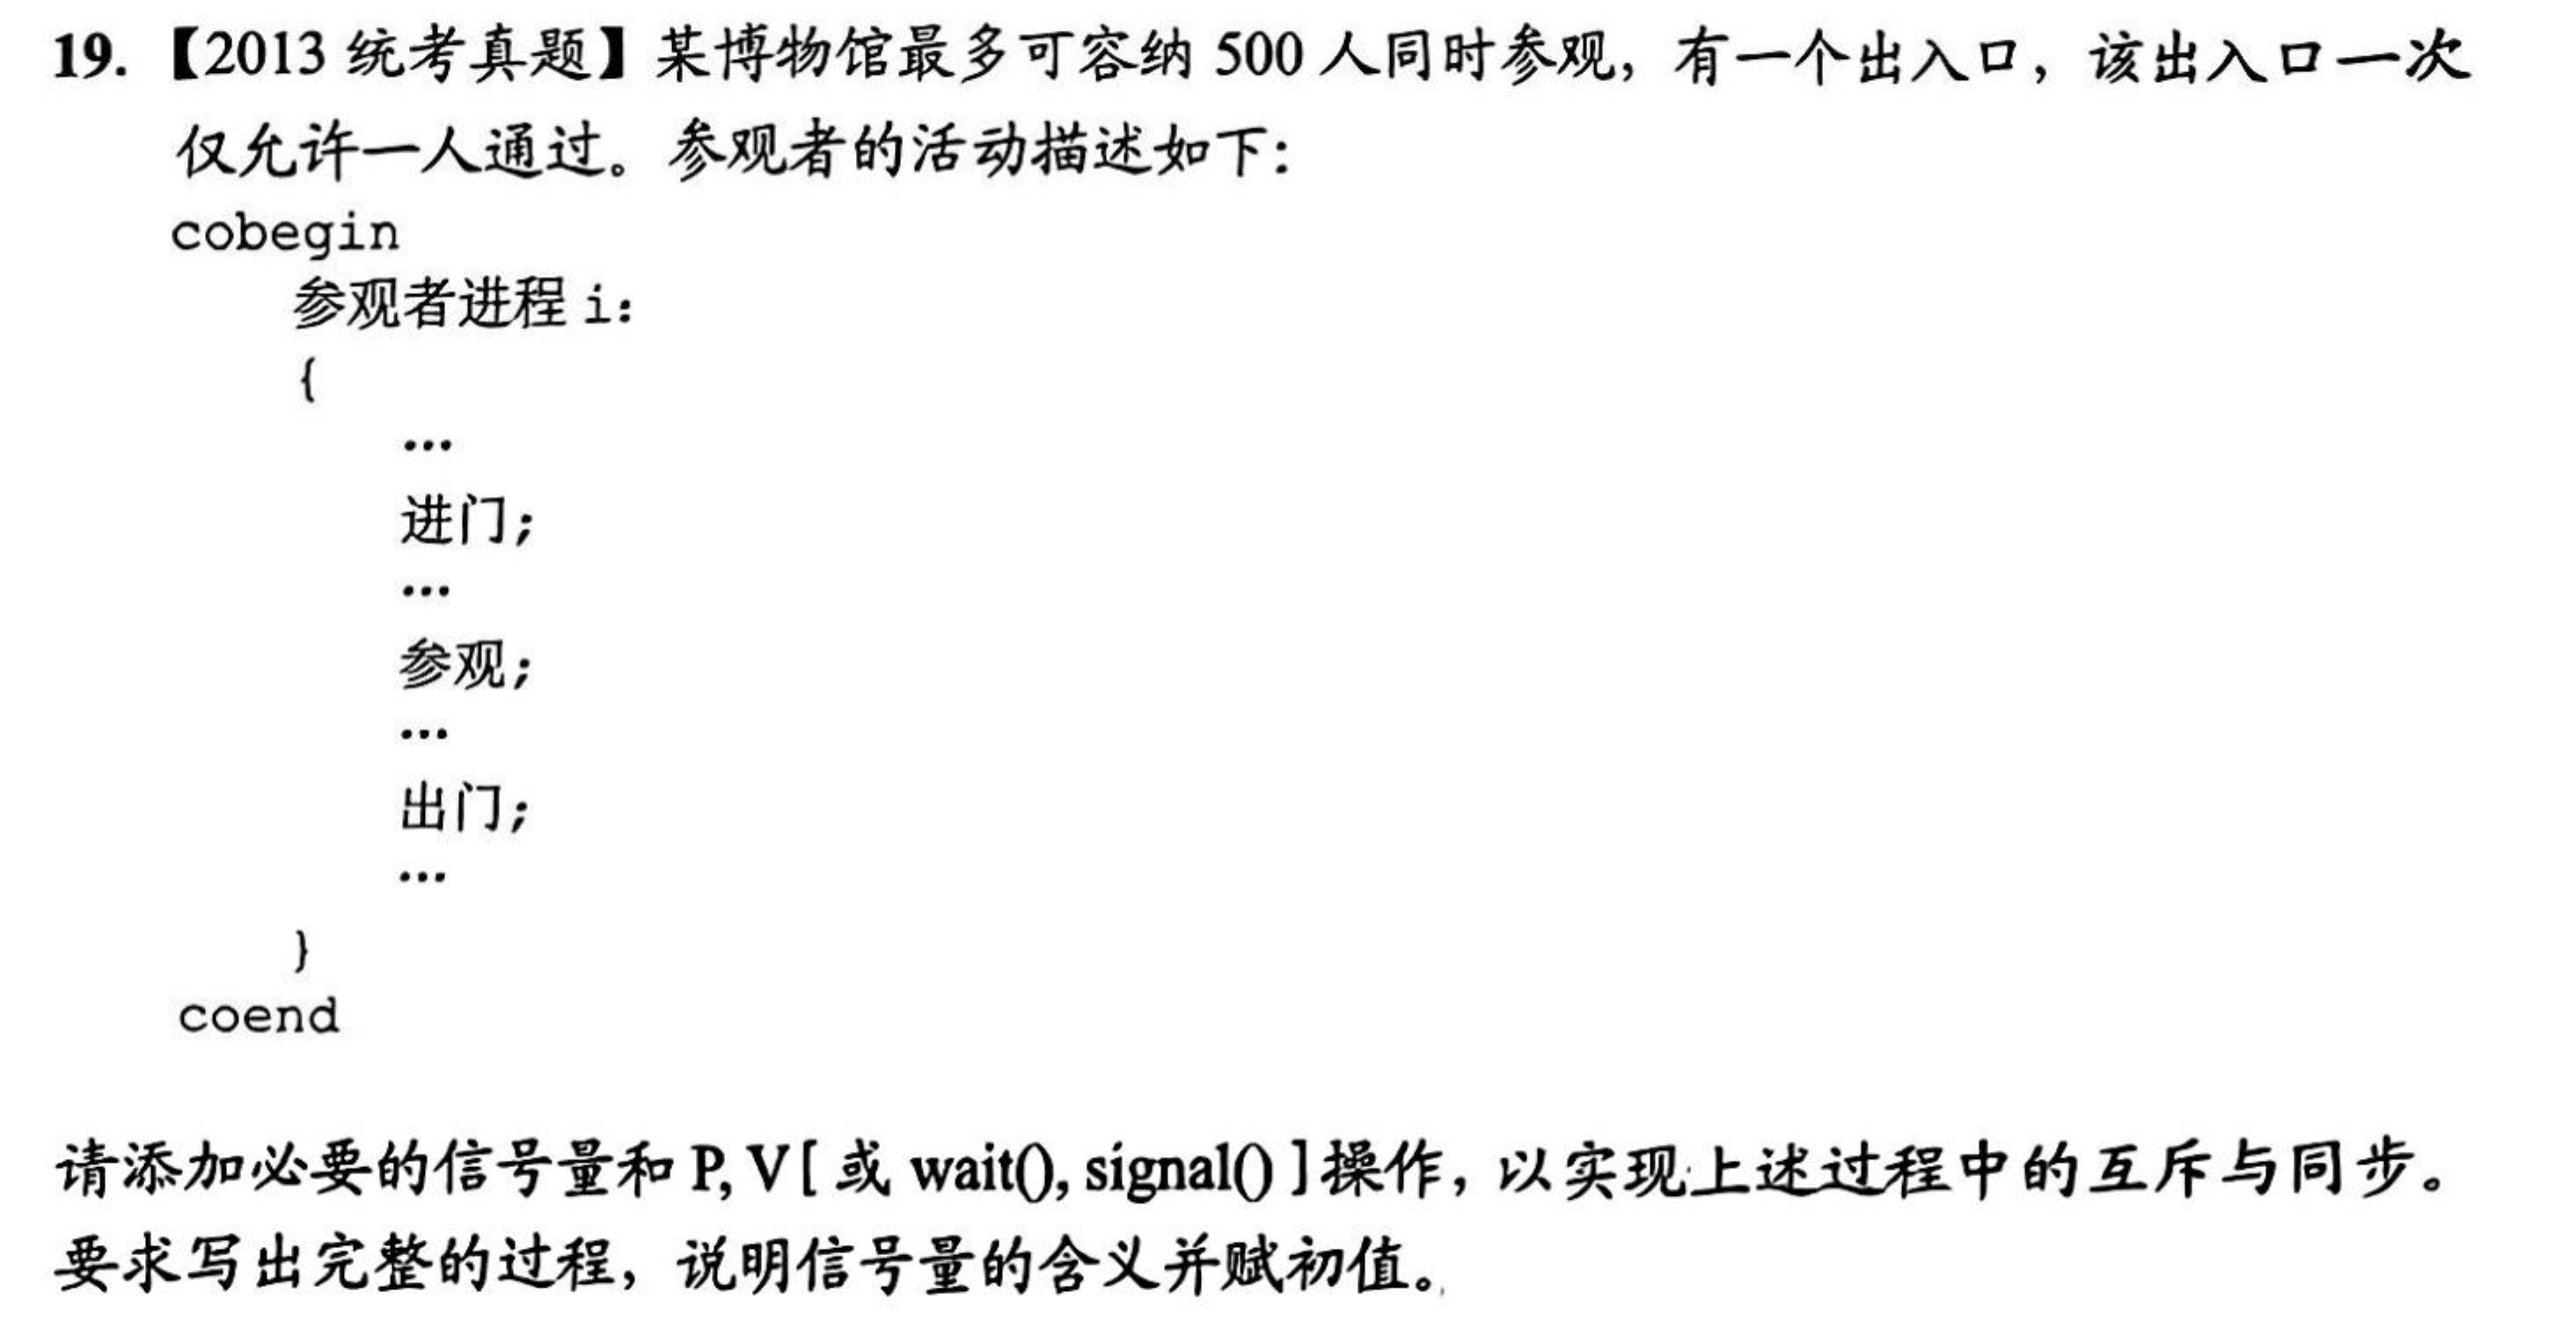 19.【2013 统考真题】某博物馆最多可容纳 500 人同时参观，有一个出入口，该出入口一次
仅允许一人通过。参观者的活动描述如下：
cobegin
参观者进程 i：
{
…
进门；
…
参观；
…
出门；
…
}
coend
请添加必要的信号量和 P, V[ 或 wait(), signal() ]操作，以实现上述过程中的互斥与同步。
要求写出完整的过程，说明信号量的含义并赋初值。